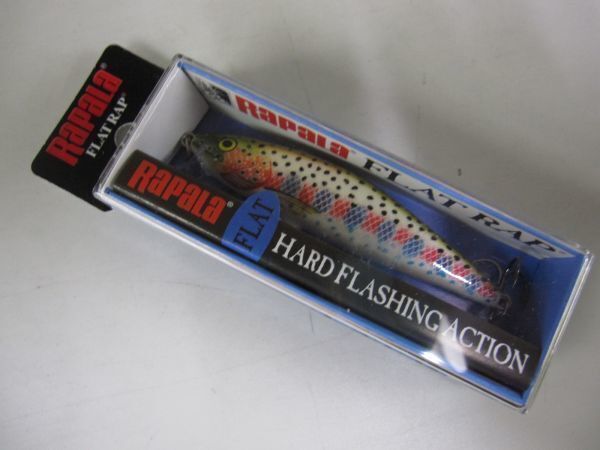 Rapala
FLAT RAP®
Rapala
FLAT RAP
Rapala
FLAT
HARD FLASHING ACTION